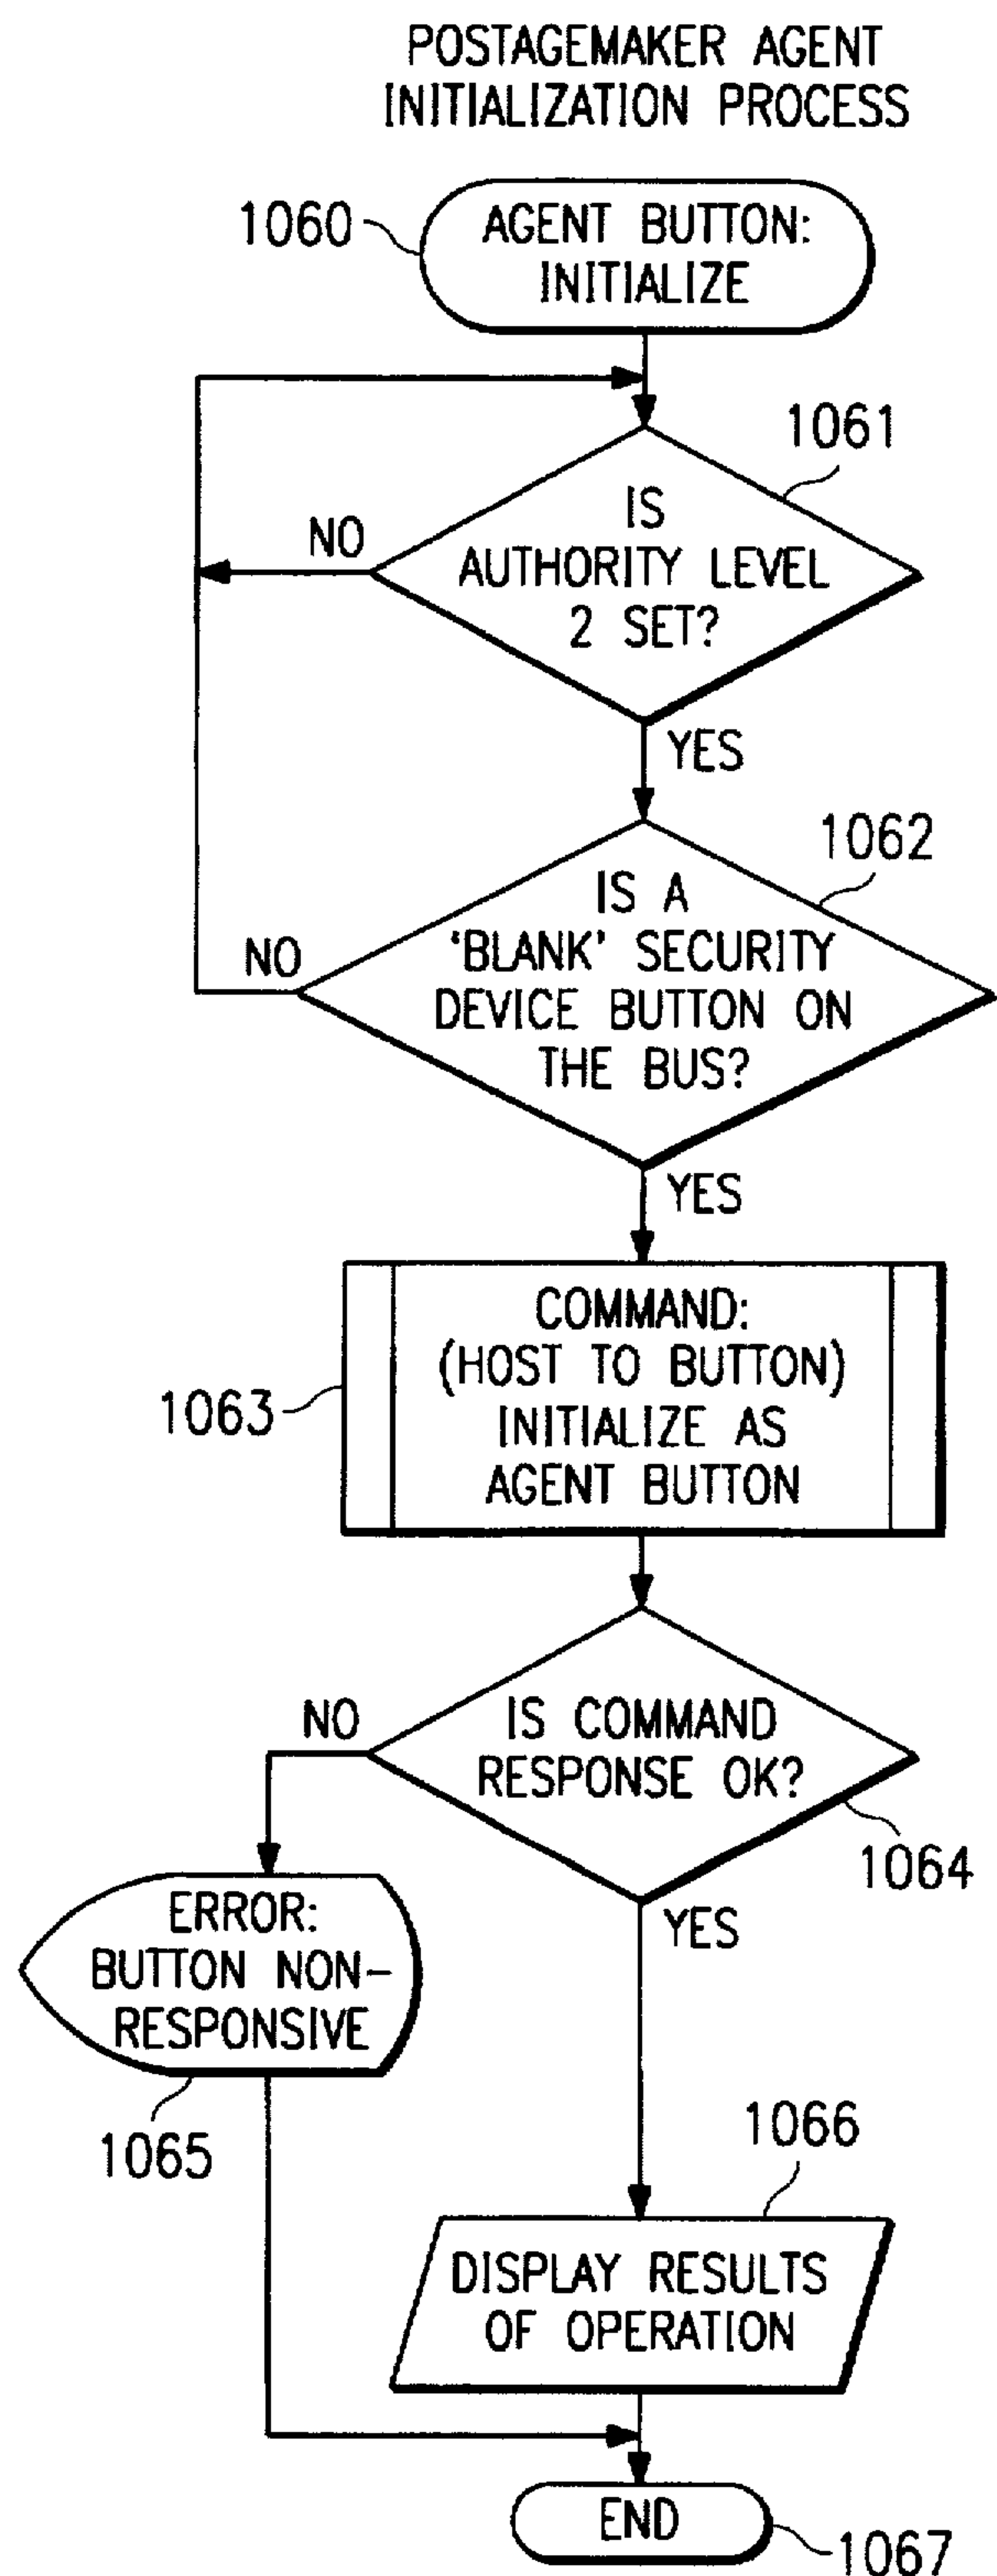 POSTAGEMAKER AGENT
INITIALIZATION PROCESS
1060
AGENT BUTTON:
INITIALIZE
1061
IS
AUTHORITY LEVEL
2 SET?
NO
YES
1062
IS A
'BLANK' SECURITY
DEVICE BUTTON ON
THE BUS?
NO
YES
1063
COMMAND:
(HOST TO BUTTON)
INITIALIZE AS
AGENT BUTTON
NO
IS COMMAND
RESPONSE OK?
1064
YES
ERROR:
BUTTON NON-
RESPONSIVE
1065
1066
DISPLAY RESULTS
OF OPERATION
END
1067